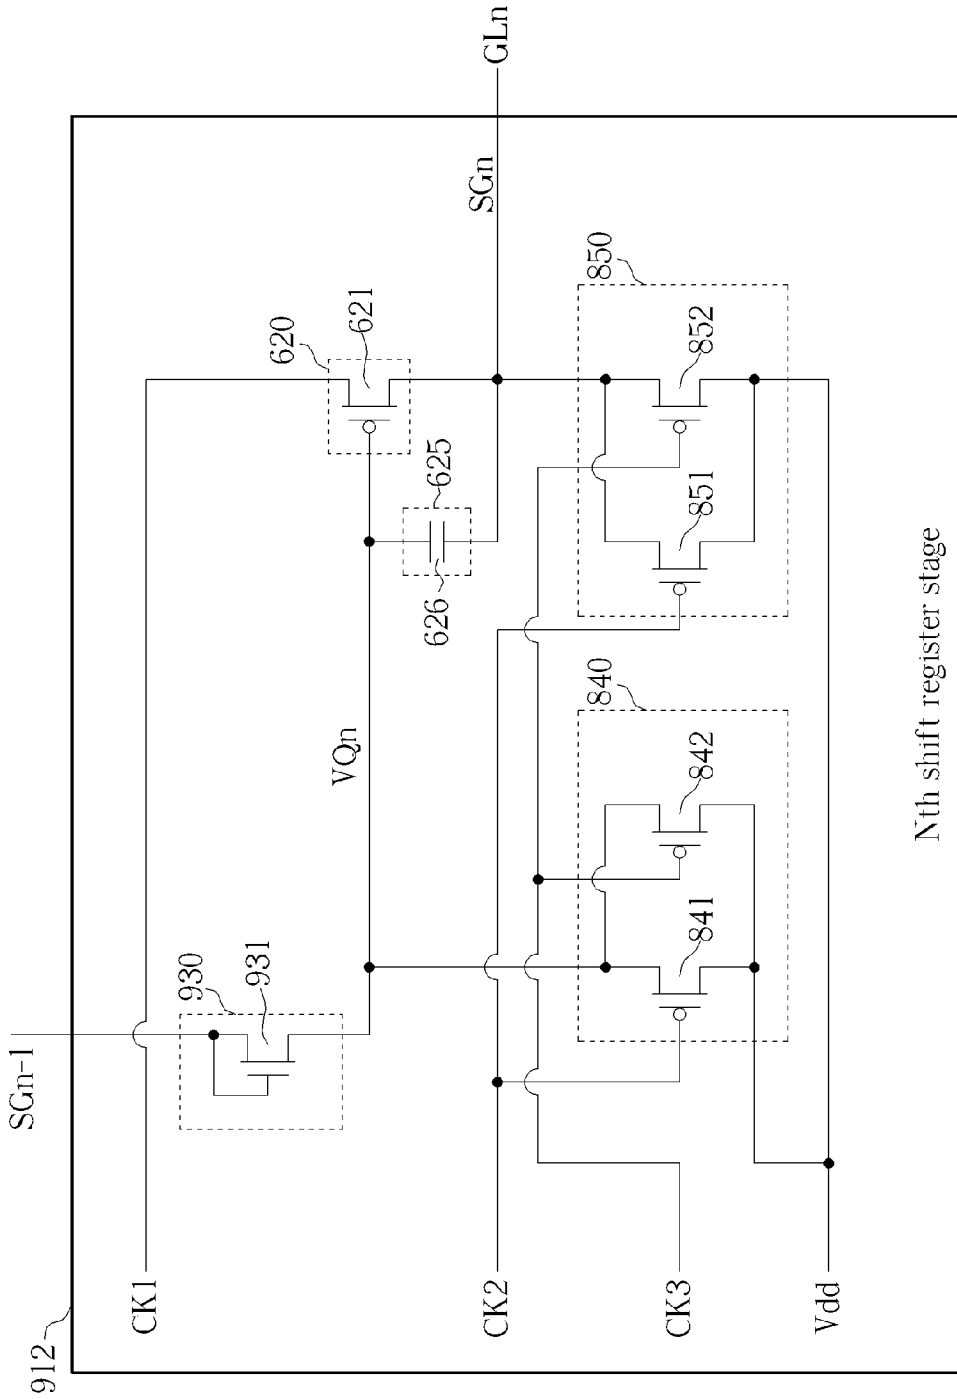 912
SGn-1
CK1
930
931
VQn
620
621
625
626
SGn
GLn
CK2
840
841
842
850
851
852
CK3
Vdd
Nth shift register stage